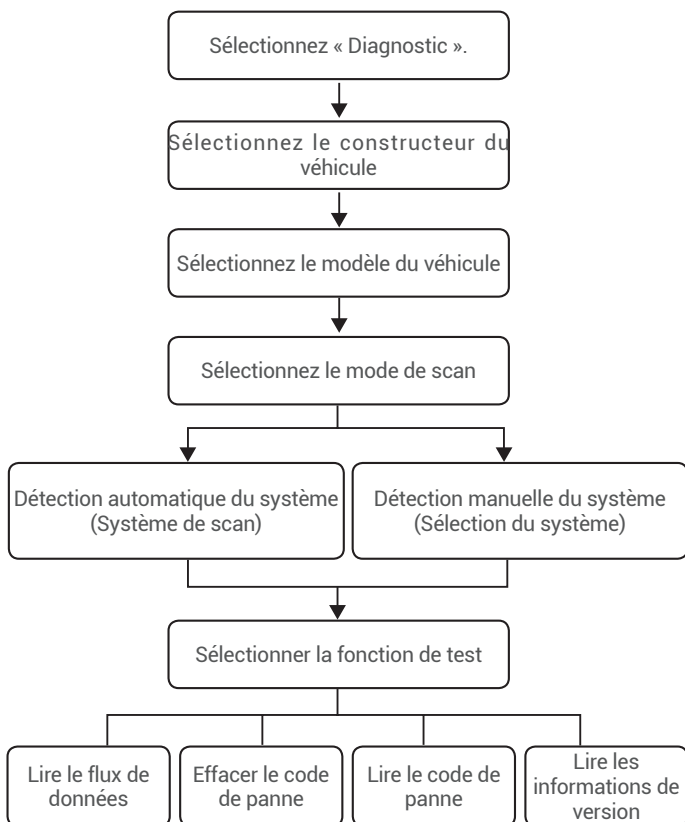 Sélectionnez « Diagnostic ».
Sélectionnez le constructeur du
véhicule
Sélectionnez le modèle du véhicule
Sélectionnez le mode de scan
Détection automatique du système
(Système de scan)
Détection manuelle du système
(Sélection du système)
Sélectionner la fonction de test
Lire le flux de
données
Effacer le code
de panne
Lire le code de
panne
Lire les
informations de
version